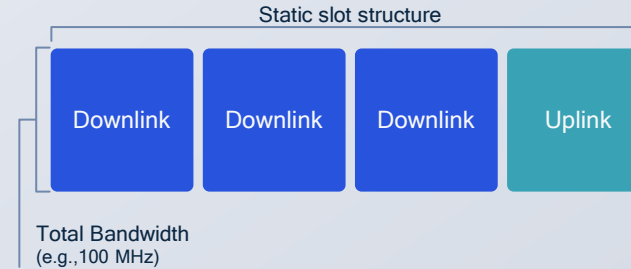 Static slot structure
Downlink Downlink Downlink Uplink
Total Bandwidth
(e.g.,100 MHz)